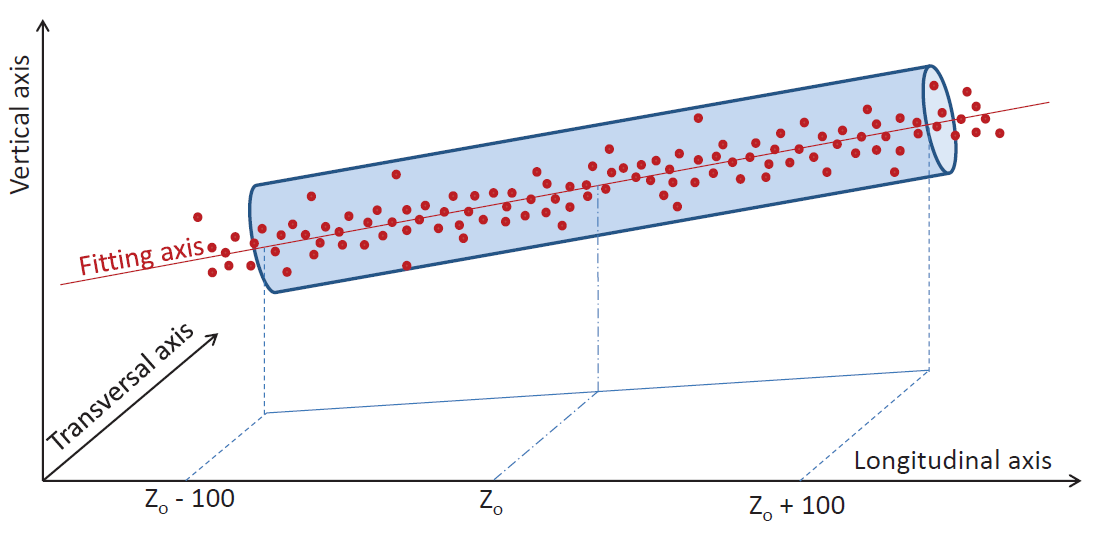 Vertical axis
Fitting axis
Transversal axis
Longitudinal axis
Zo - 100
Zo
Zo + 100